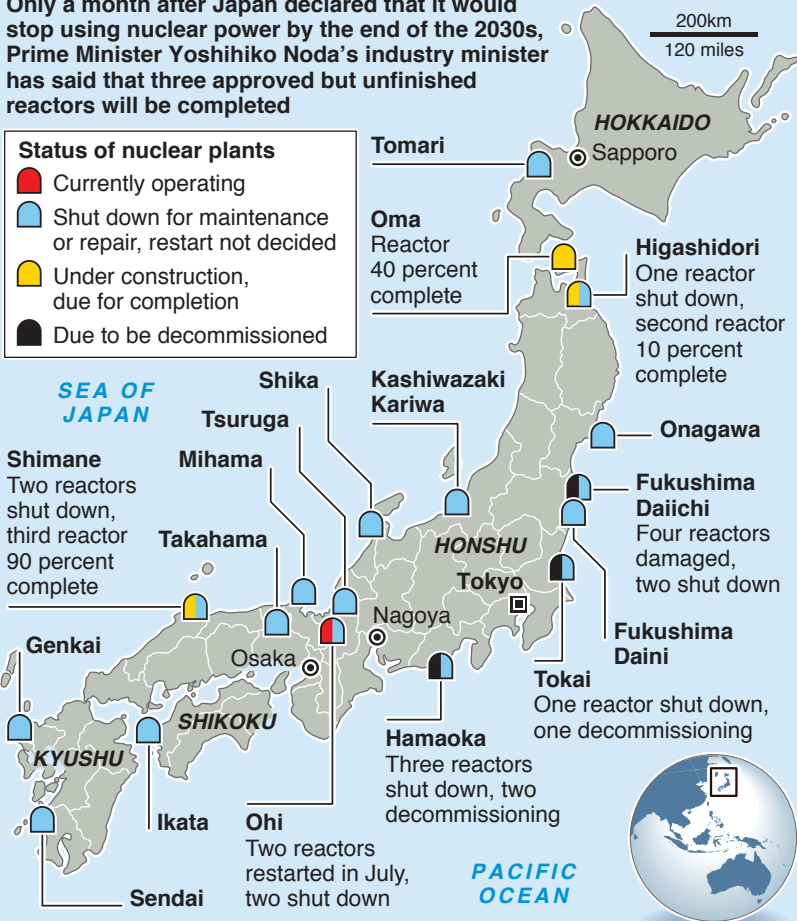 Only a month after Japan declared that it would
stop using nuclear power by the end of the 2030s,
Prime Minister Yoshihiko Noda's industry minister
has said that three approved but unfinished
reactors will be completed
200km
120 miles
Status of nuclear plants
Currently operating
Shut down for maintenance
or repair, restart not decided
Under construction,
due for completion
Due to be decommissioned
HOKKAIDO
Sapporo
Tomari
Oma
Reactor
40 percent
complete
Higashidori
One reactor
shut down,
second reactor
10 percent
complete
SEA OF
JAPAN
Shika
Tsuruga
Mihama
Takahama
Kashiwazaki
Kariwa
Onagawa
Shimane
Two reactors
shut down,
third reactor
90 percent
complete
Fukushima
Daiichi
Four reactors
damaged,
two shut down
HONSHU
Tokyo
Nagoya
Osaka
Fukushima
Daini
Genkai
Tokai
One reactor shut down,
one decommissioning
SHIKOKU
KYUSHU
Hamaoka
Three reactors
shut down, two
decommissioning
Ikata
Ohi
Two reactors
restarted in July,
two shut down
Sendai
PACIFIC
OCEAN